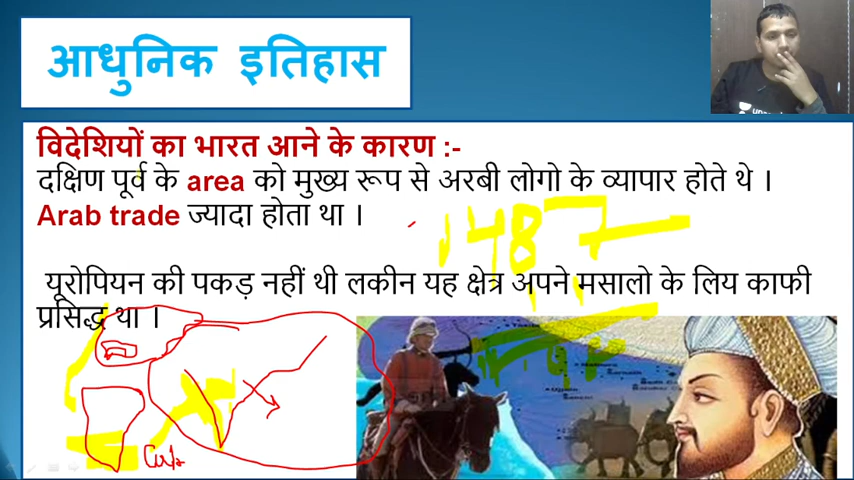 आधुनिक इतिहास
विदेशियों का भारत आने के कारण :-
दक्षिण पूर्व के area को मुख्य रूप से अरबी लोगो के व्यापार होते थे ।
Arab trade ज्यादा होता था ।
1487
यूरोपियन की पकड़ नहीं थी लकीन यह क्षेत्र अपने मसालो के लिय काफी
प्रसिद्ध था ।